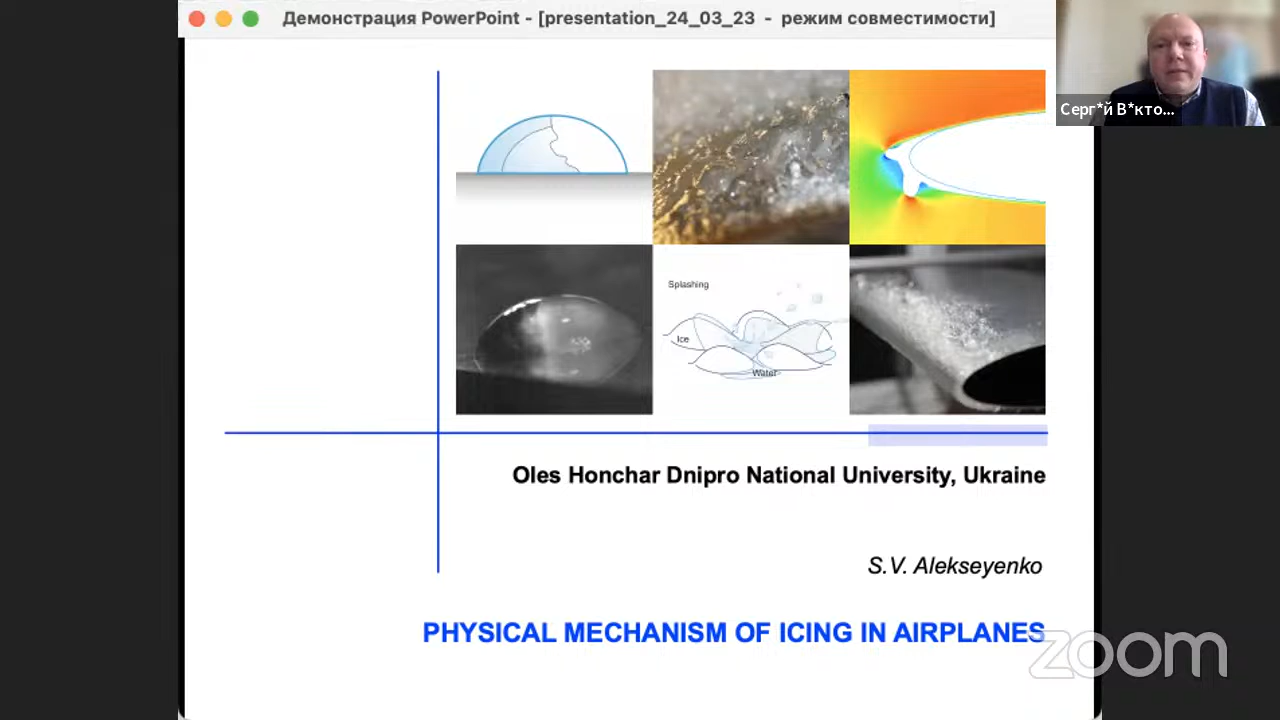 Демонстрация PowerPoint - [presentation_24_03_23 - режим совместимости]
Серг*й В*кто...
Splashing
Ice
Water
Oles Honchar Dnipro National University, Ukraine
S.V. Alekseyenko
PHYSICAL MECHANISM OF ICING IN AIRPLANES
zoom